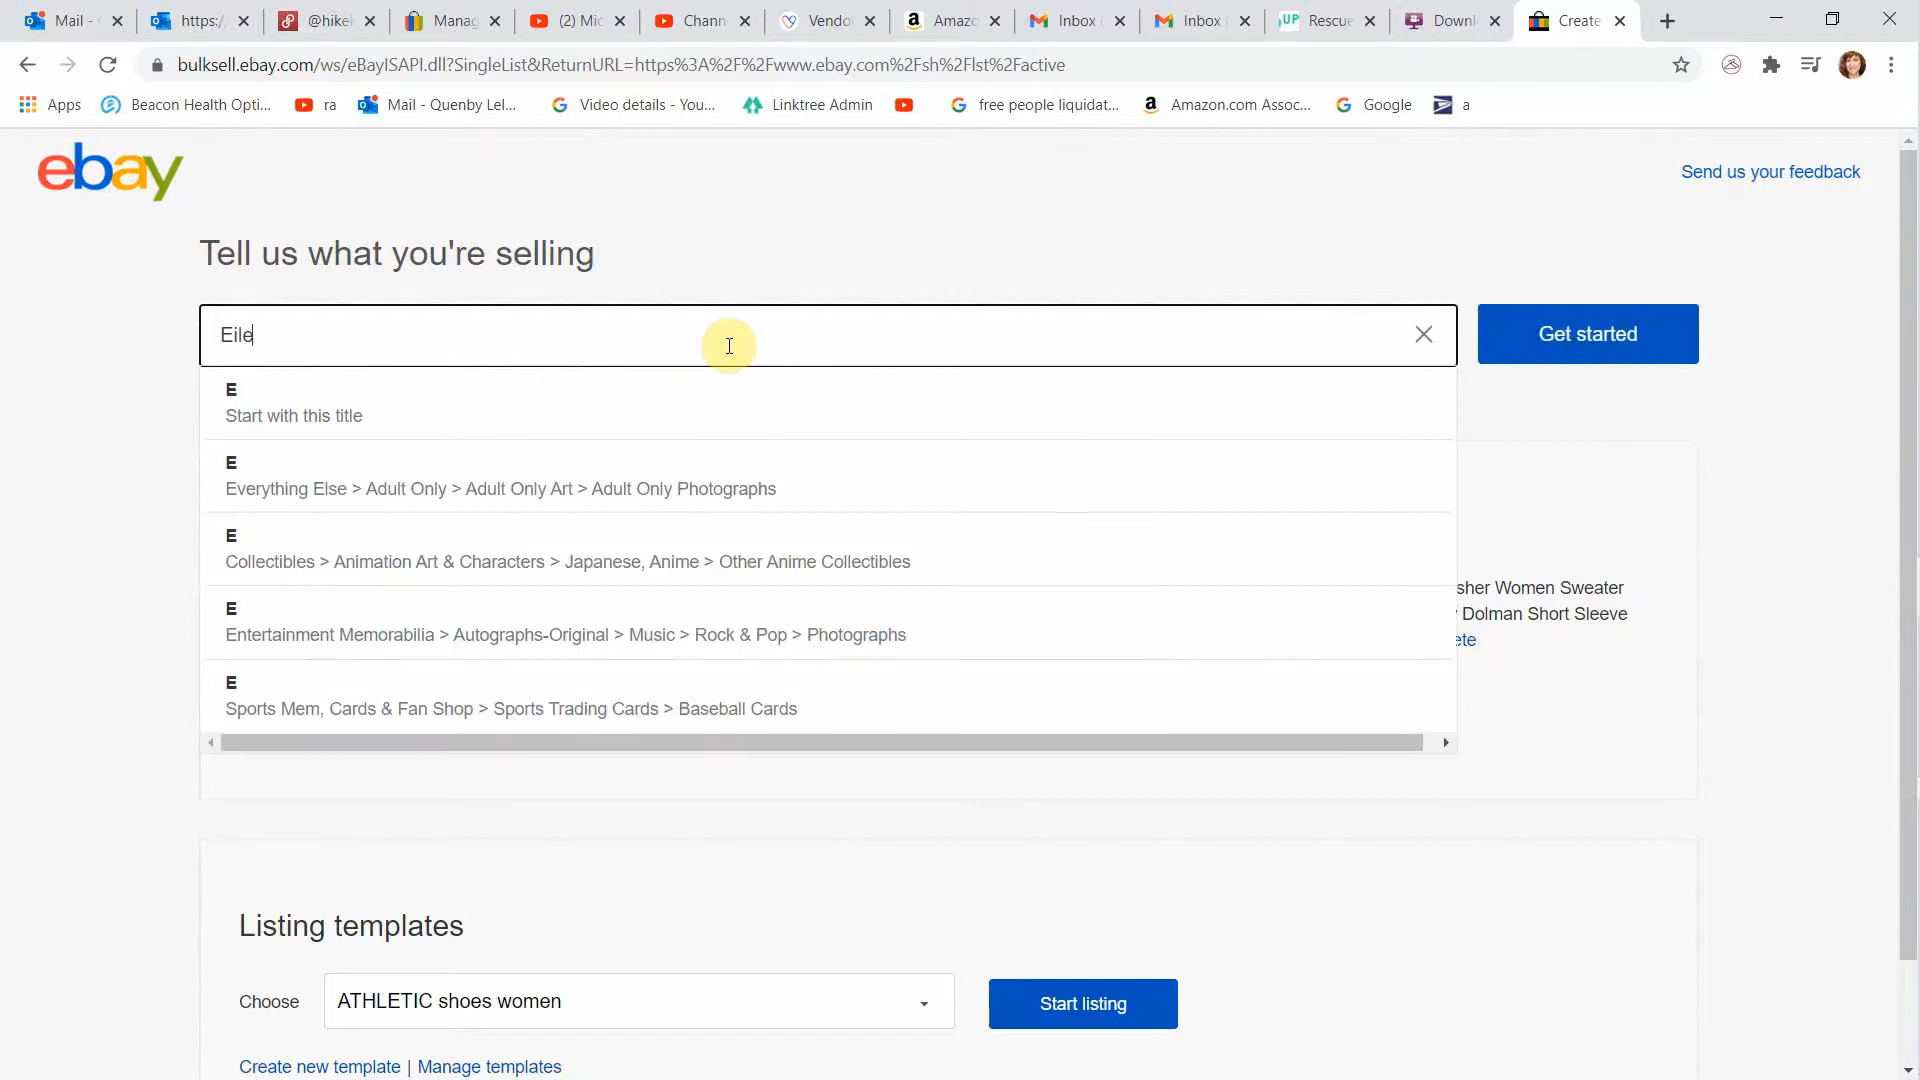 Mail -
https:/
@hikel
Manag
(2) Mic
Chann
Vendo
Amazo
Inbox
Inbox
Rescue
Downl
Create
bulksell.ebay.com/ws/eBayISAPI.dll?SingleList&ReturnURL=https%3A%2F%2Fwww.ebay.com%2Fsh%2Flst%2Factive
Apps
Beacon Health Opti...
ra
Mail - Quenby Lel...
Video details - You...
Linktree Admin
free people liquidat...
Amazon.com Assoc...
Google
a
ebay
Send us your feedback
Tell us what you're selling
Eile
Get started
E
Start with this title
E
Everything Else > Adult Only > Adult Only Art > Adult Only Photographs
E
Collectibles > Animation Art & Characters > Japanese, Anime > Other Anime Collectibles
E
Entertainment Memorabilia > Autographs-Original > Music > Rock & Pop > Photographs
E
Sports Mem, Cards & Fan Shop > Sports Trading Cards > Baseball Cards
sher Women Sweater
Dolman Short Sleeve
ete
Listing templates
Choose
ATHLETIC shoes women
Start listing
Create new template | Manage templates